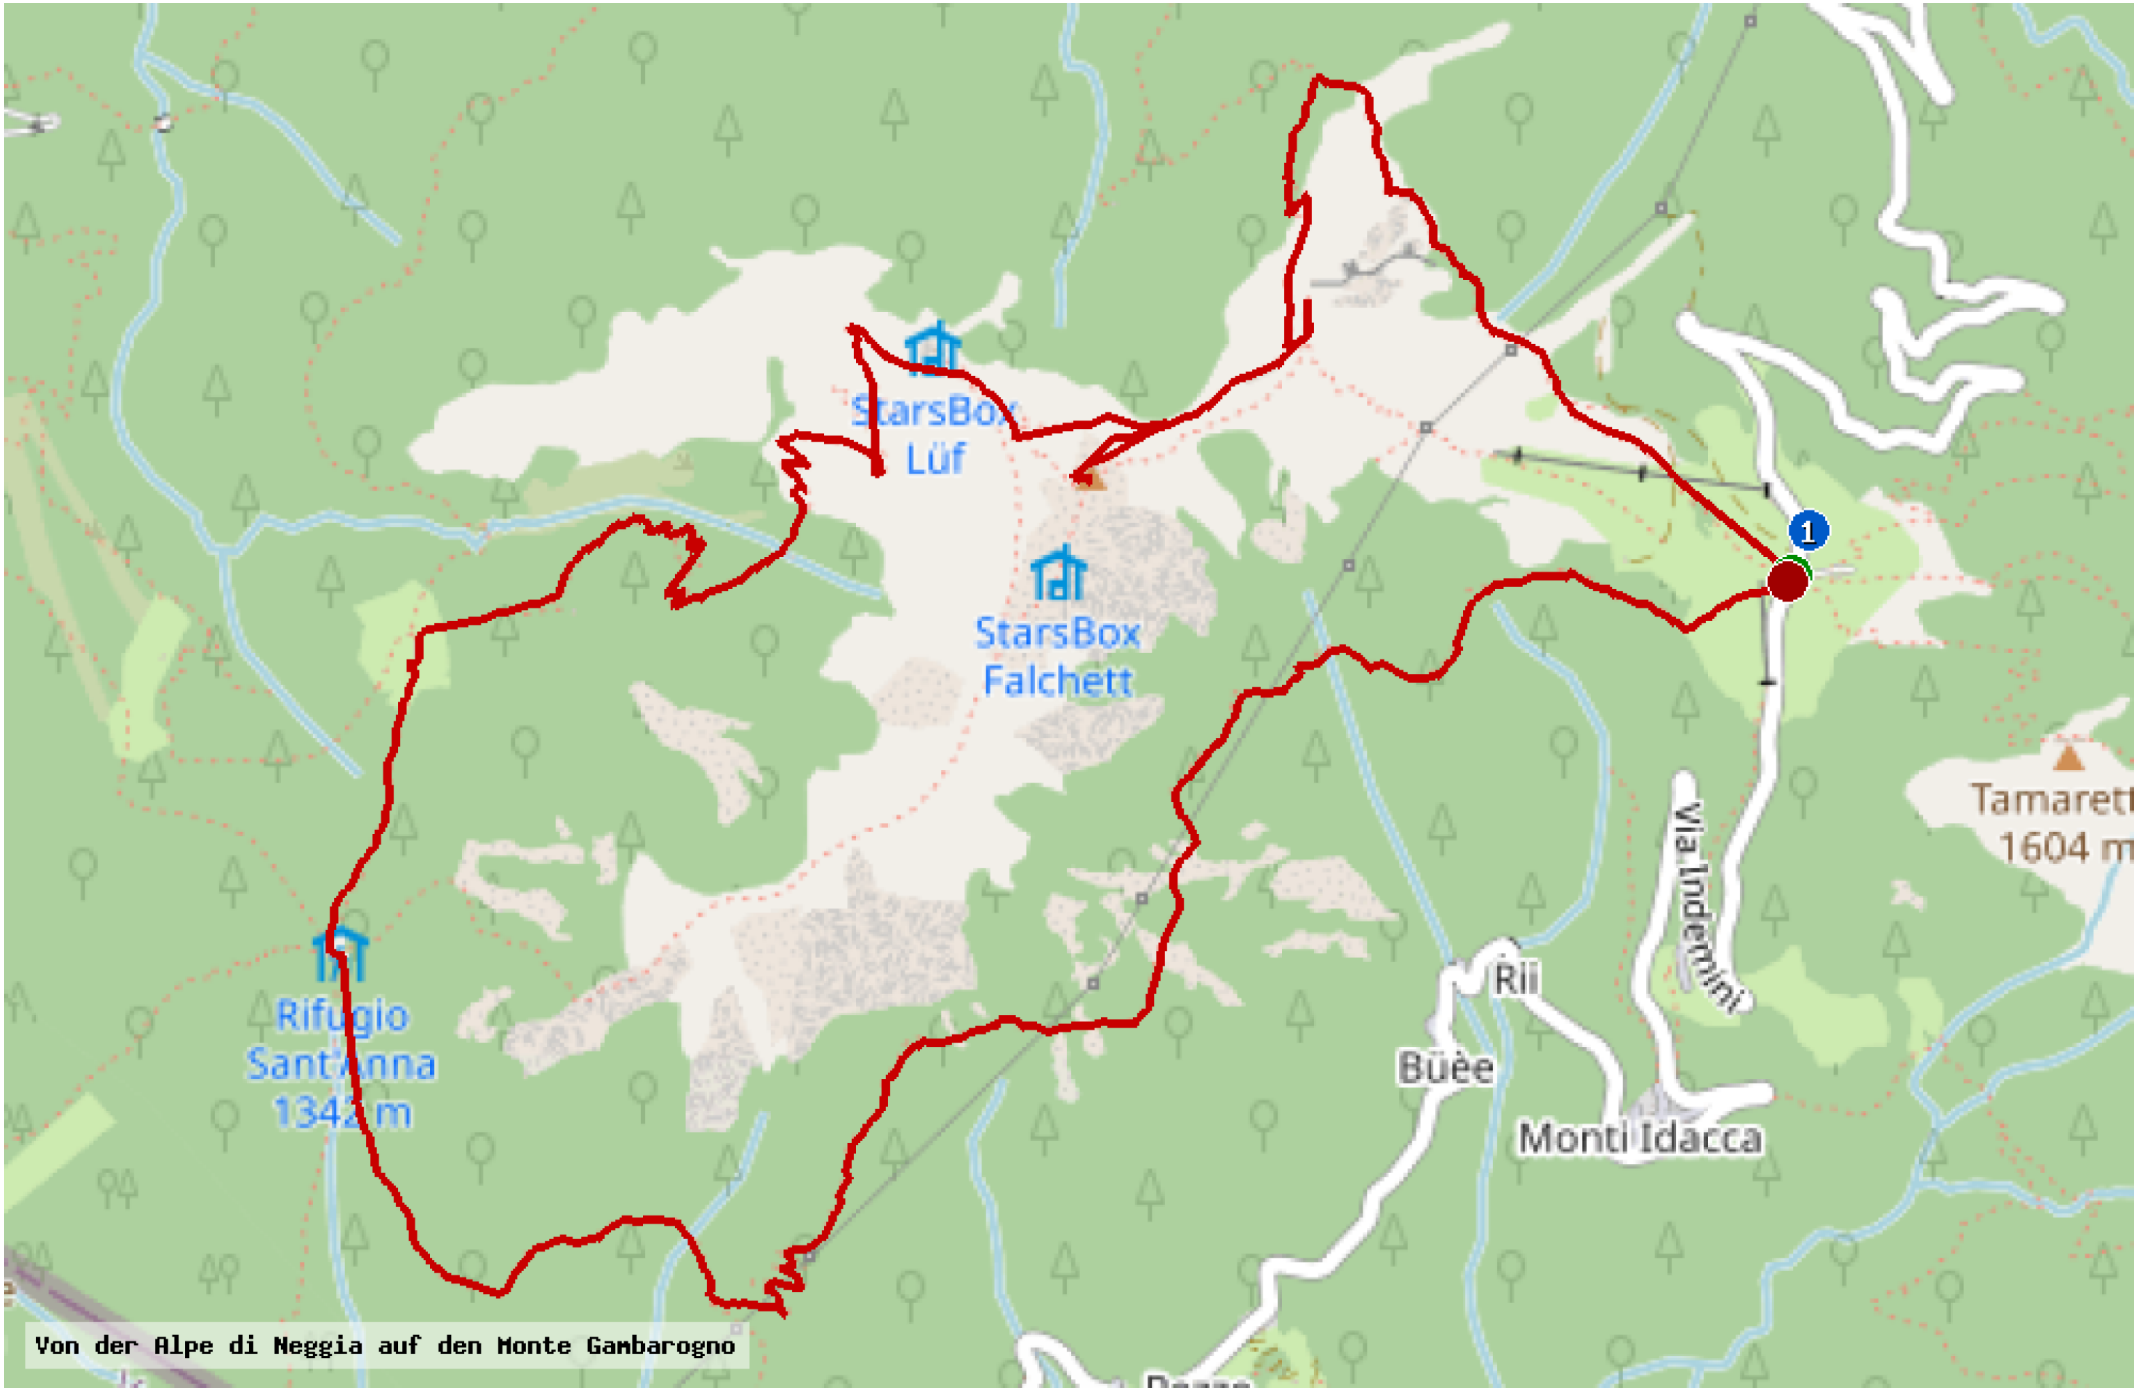 1
StarsBox
Lüf
StarsBox
Falchett
Tamarett
1604 m
Via Indemini
Rifugio
Sant'Anna
1342 m
Rii
Büèe
Monti Idacca
Von der Alpe di Neggia auf den Monte Gambarogno